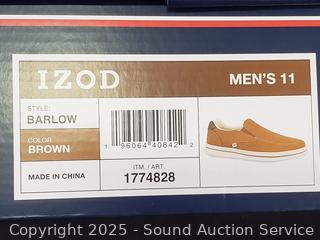 IZOD
MEN'S 11
STYLE:
BARLOW
COLOR
BROWN
MADE IN CHINA
1 96064 40842 2
ITM. / ART.
1774828
Copyright © 2025 - Sound Auction Service